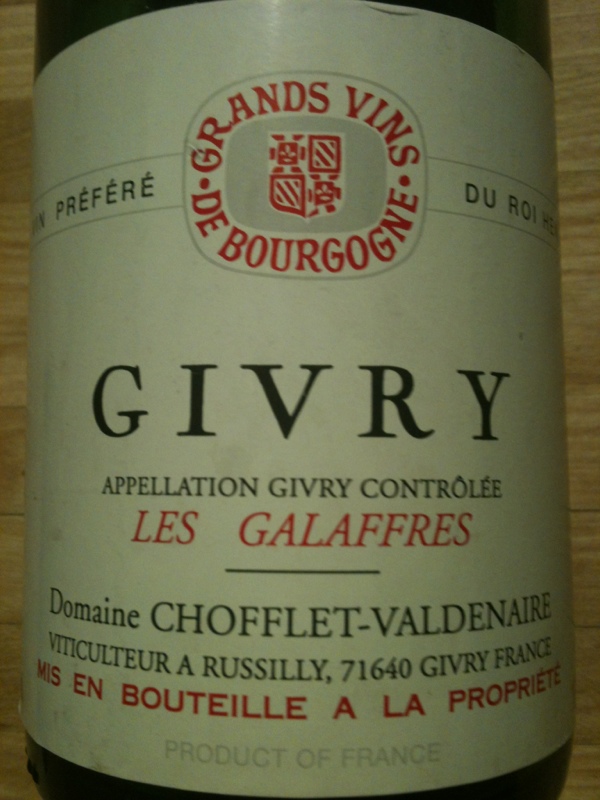 GRANDS VINS
DE BOURGOGNE
PRÉFÉRÉ
DU ROI
GIVRY
APPELLATION GIVRY CONTRÔLÉE
LES GALAFFRES
Domaine CHOFFLET-VALDENAIRE
VITICULTEUR A RUSSILLY, 71640 GIVRY FRANCE
MIS EN BOUTEILLE A LA PROPRIÉTÉ
PRODUCT OF FRANCE